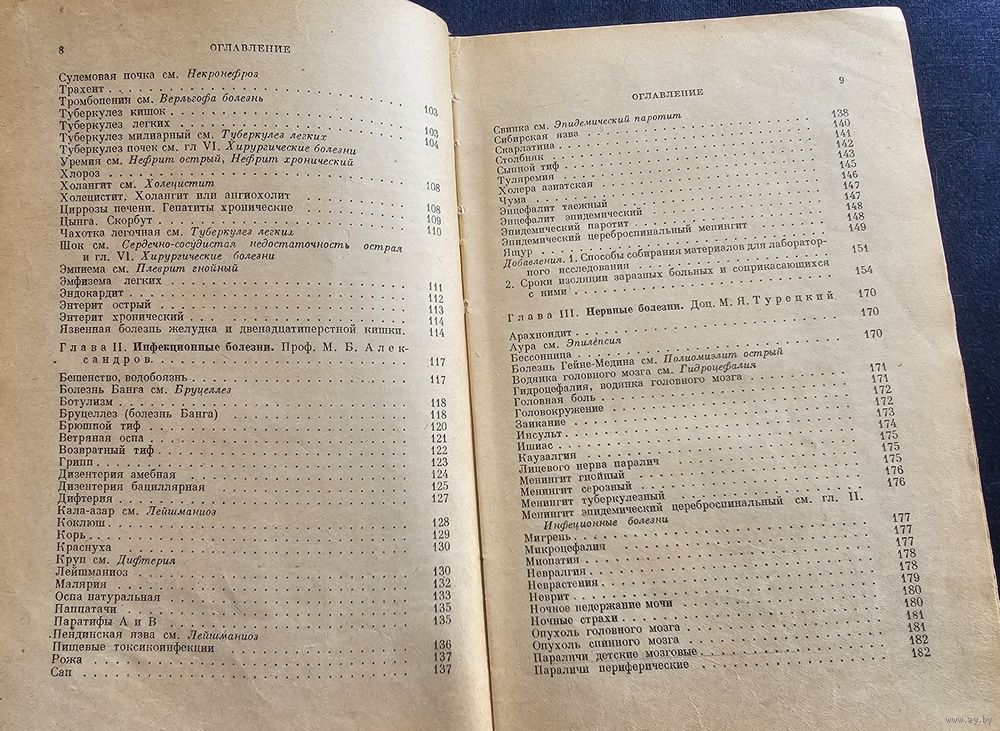 8
ОГЛАВЛЕНИЕ
Сулемовая почка см. Некронефроз
Трахеит . . . 103
Тромбопения см. Верльгофа болезнь
Туберкулез кишок . . . 103
Туберкулез легких . . . 104
Туберкулез милиарный см. Туберкулез легких
Туберкулез почек см. гл VI. Хирургические болезни
Уремия см. Нефрит острый, Нефрит хронический
Хлороз . . . 108
Холангит см. Холецистит
Холецистит. Холангит или ангиохолит . . . 108
Циррозы печени. Гепатиты хронические . . . 109
Цынга. Скорбут . . . 110
Чахотка легочная см. Туберкулез легких
Шок см. Сердечно-сосудистая недостаточность острая
и гл. VI. Хирургические болезни
Эмпиема см. Плеврит гнойный
Эмфизема легких . . . 111
Эндокардит . . . 112
Энтерит острый . . . 113
Энтерит хронический . . . 114
Язвенная болезнь желудка и двенадцатиперстной кишки. 114
Глава II. Инфекционные болезни. Проф. М. Б. Алек-
сандров . . . 117
Бешенство, водобоязнь . . . 117
Болезнь Банга см. Бруцеллез
Ботулизм . . . 118
Бруцеллез (болезнь Банга) . . . 118
Брюшной тиф . . . 120
Ветряная оспа . . . 121
Возвратный тиф . . . 122
Грипп . . . 123
Дизентерия амебная . . . 124
Дизентерия бациллярная . . . 125
Дифтерия . . . 127
Кала-азар см. Лейшманиоз
Коклюш . . . 128
Корь . . . 129
Краснуха . . . 130
Круп см. Дифтерия
Лейшманиоз . . . 130
Малярия . . . 132
Оспа натуральная . . . 133
Паппатачи . . . 135
Паратифы А и В . . . 135
Пендинская язва см. Лейшманиоз
Пищевые токсикоинфекции . . . 136
Рожа . . . 137
Сап . . . 137
9
ОГЛАВЛЕНИЕ
Свинка см. Эпидемический паротит
Сибирская язва . . . 138
Скарлатина . . . 140
Столбняк . . . 141
Сыпной тиф . . . 142
Туляремия . . . 143
Холера азиатская . . . 145
Чума . . . 146
Энцефалит таежный . . . 147
Энцефалит эпидемический . . . 147
Эпидемический паротит . . . 148
Эпидемический цереброспинальный менингит . . . 148
Ящур . . . 149
Добавления. 1. Способы собирания материалов для лаборатор-
ного исследования . . . 151
2. Сроки изоляции заразных больных и соприкасающихся
с ними . . . 154
Глава III. Нервные болезни. Доц. М. Я. Турецкий. 170
Арахноидит . . . 170
Аура см. Эпилепсия
Бессонница . . . 170
Болезнь Гейне-Медина см. Полиомиэлит острый
Водянка головного мозга см. Гидроцефалия
Гидроцефалия, водянка головного мозга . . . 171
Головная боль . . . 171
Головокружение . . . 172
Заикание . . . 172
Инсульт . . . 173
Ишиас . . . 174
Каузалгия . . . 175
Лицевого нерва паралич . . . 175
Менингит гнойный . . . 175
Менингит серозный . . . 176
Менингит туберкулезный . . . 176
Менингит эпидемический цереброспинальный см. гл. II.
Инфеционные болезни
Мигрень . . . 177
Микроцефалия . . . 177
Миопатия . . . 177
Невралгия . . . 178
Неврастения . . . 178
Неврит . . . 179
Ночное недержание мочи . . . 180
Ночные страхи . . . 180
Опухоль головного мозга . . . 181
Опухоль спинного мозга . . . 181
Параличи детские мозговые . . . 182
Параличи периферические . . . 182
www.ay.by